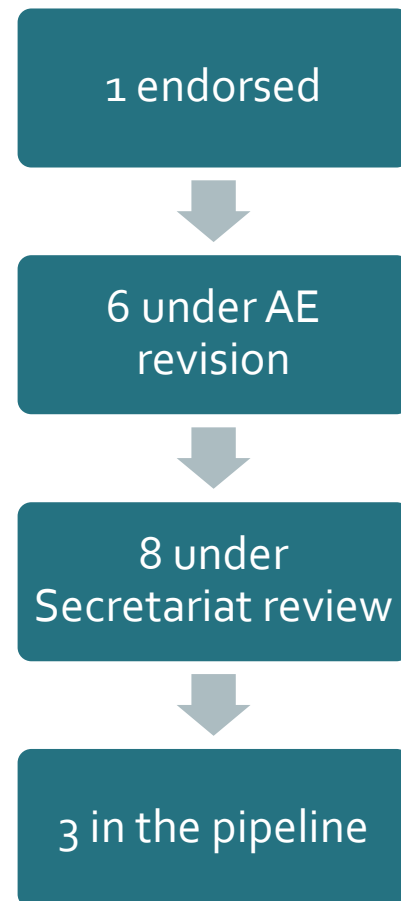 1 endorsed
6 under AE
revision
8 under
Secretariat review
3 in the pipeline